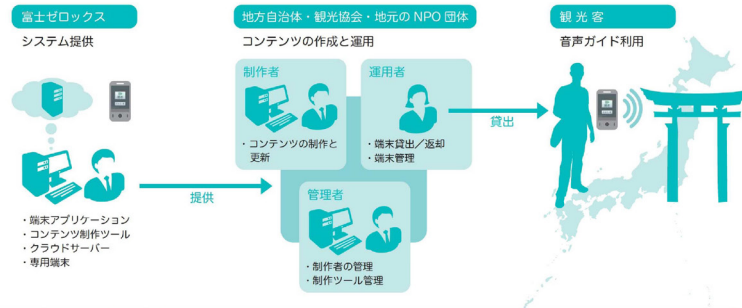 富士ゼロックス
システム提供
・端末アプリケーション
・コンテンツ制作ツール
・クラウドサーバー
・専用端末
提供
地方自治体・観光協会・地元の NPO 団体
コンテンツの作成と運用
制作者
・コンテンツの制作と
更新
運用者
・端末貸出／返却
・端末管理
管理者
・制作者の管理
・制作ツール管理
貸出
観 光 客
音声ガイド利用